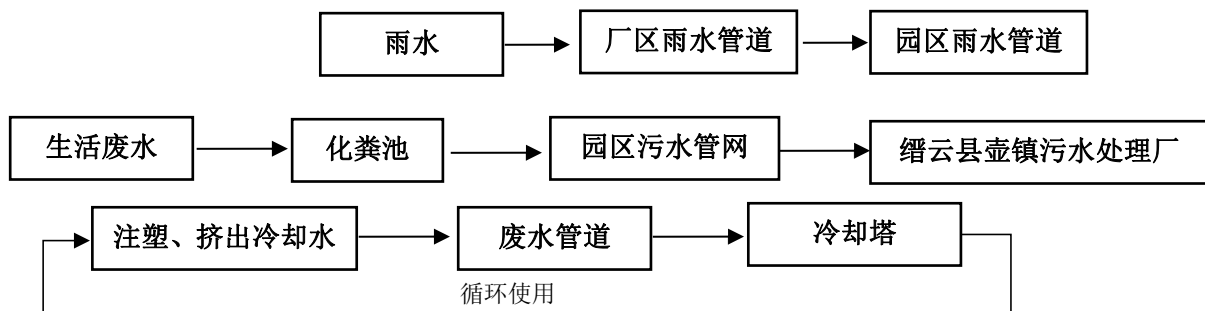 雨水
厂区雨水管道
园区雨水管道
生活废水
化粪池
园区污水管网
缙云县壶镇污水处理厂
注塑、挤出冷却水
废水管道
冷却塔
循环使用